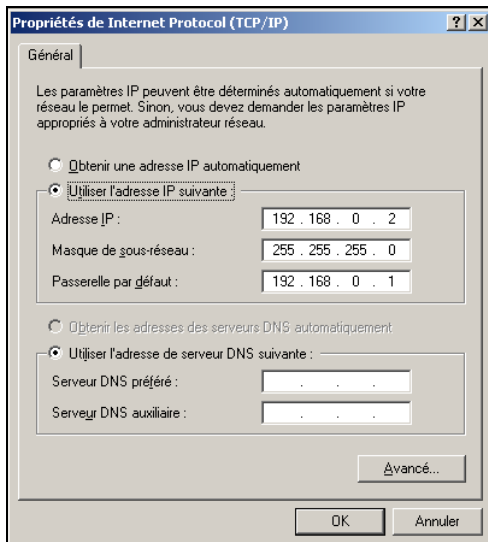 Propriétés de Internet Protocol (TCP/IP)
Général
Les paramètres IP peuvent être déterminés automatiquement si votre
réseau le permet. Sinon, vous devez demander les paramètres IP
appropriés à votre administrateur réseau.
Obtenir une adresse IP automatiquement
Utiliser l'adresse IP suivante :
Adresse IP : 192 . 168 . 0 . 2
Masque de sous-réseau : 255 . 255 . 255 . 0
Passerelle par défaut : 192 . 168 . 0 . 1
Obtenir les adresses des serveurs DNS automatiquement
Utiliser l'adresse de serveur DNS suivante :
Serveur DNS préféré : . . .
Serveur DNS auxiliaire : . . .
Avancé...
OK Annuler